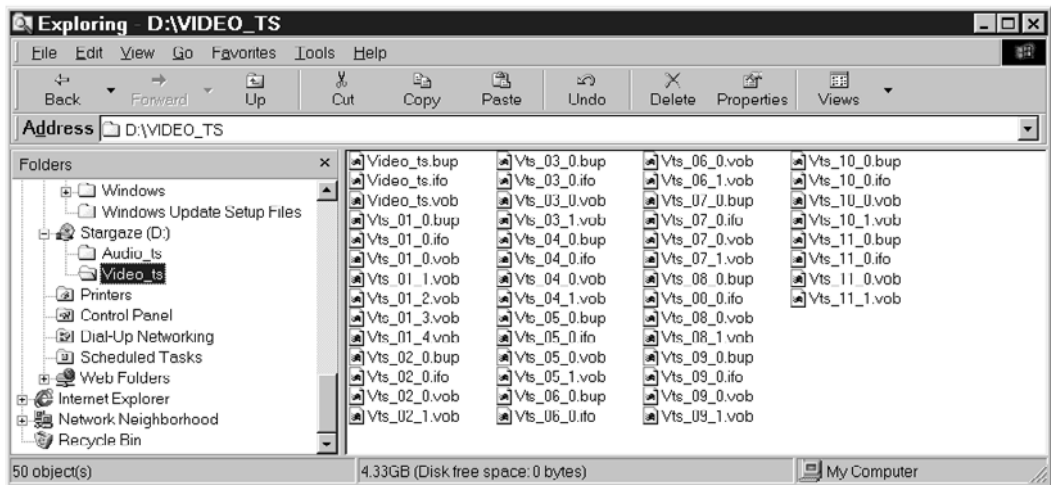 Exploring - D:\VIDEO_TS
File Edit View Go Favorites Tools Help
Back Forward Up Cut Copy Paste Undo Delete Properties Views
Address D:\VIDEO_TS
Folders
Windows
Windows Update Setup Files
Stargaze (D:)
Audio_ts
Video_ts
Printers
Control Panel
Dial-Up Networking
Scheduled Tasks
Web Folders
Internet Explorer
Network Neighborhood
Recycle Bin
Video_ts.bup Vts_03_0.bup Vts_06_0.vob Vts_10_0.bup
Video_ts.ifo Vts_03_0.ifo Vts_06_1.vob Vts_10_0.ifo
Video_ts.vob Vts_03_0.vob Vts_07_0.bup Vts_10_0.vob
Vts_01_0.bup Vts_03_1.vob Vts_07_0.ifo Vts_10_1.vob
Vts_01_0.ifo Vts_04_0.bup Vts_07_0.vob Vts_11_0.bup
Vts_01_0.vob Vts_04_0.ifo Vts_07_1.vob Vts_11_0.ifo
Vts_01_1.vob Vts_04_0.vob Vts_08_0.bup Vts_11_0.vob
Vts_01_2.vob Vts_04_1.vob Vts_08_0.ifo Vts_11_1.vob
Vts_01_3.vob Vts_05_0.bup Vts_08_0.vob
Vts_01_4.vob Vts_05_0.ifo Vts_08_1.vob
Vts_02_0.bup Vts_05_0.vob Vts_09_0.bup
Vts_02_0.ifo Vts_05_1.vob Vts_09_0.ifo
Vts_02_0.vob Vts_06_0.bup Vts_09_0.vob
Vts_02_1.vob Vts_06_0.ifo Vts_09_1.vob
50 object(s) 4.33GB (Disk free space: 0 bytes) My Computer